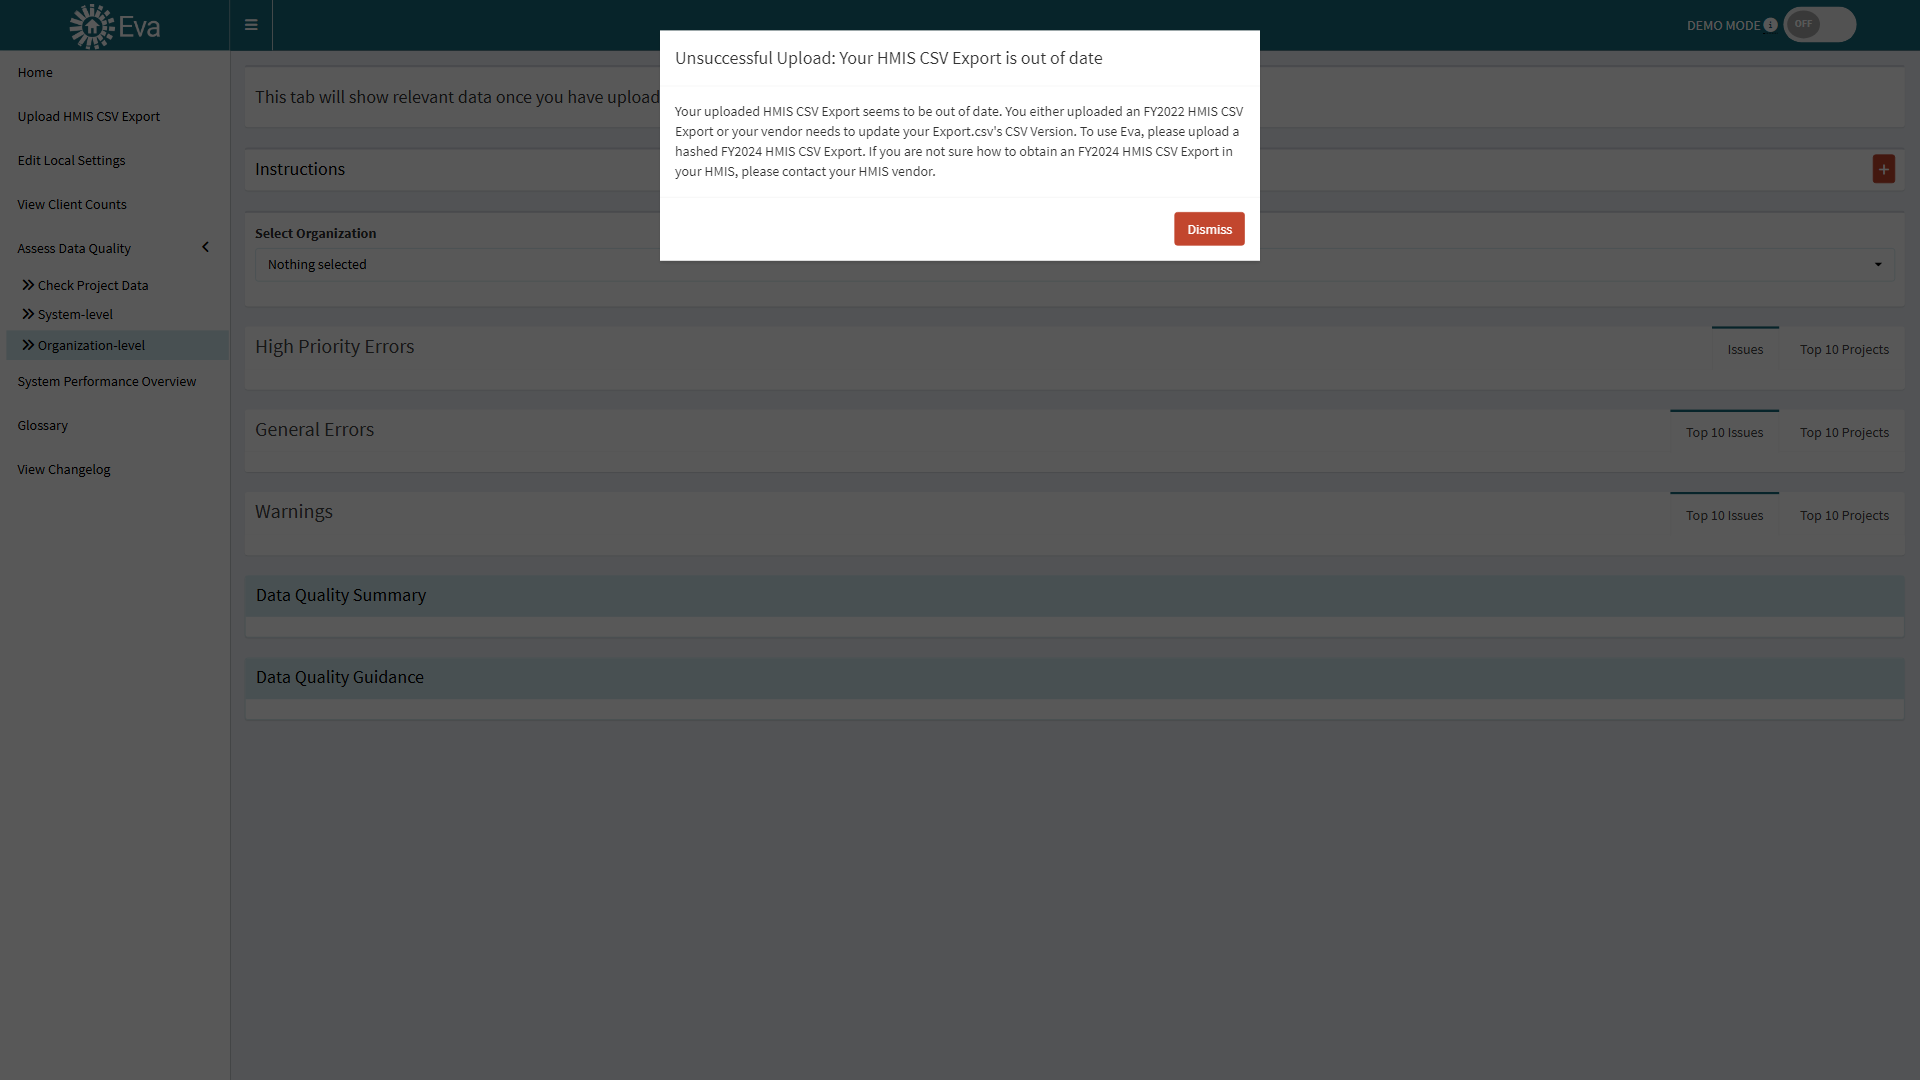 Eva
DEMO MODE
OFF
Home
Upload HMIS CSV Export
Edit Local Settings
View Client Counts
Assess Data Quality
Check Project Data
System-level
Organization-level
System Performance Overview
Glossary
View Changelog
Unsuccessful Upload: Your HMIS CSV Export is out of date
Your uploaded HMIS CSV Export seems to be out of date. You either uploaded an FY2022 HMIS CSV
Export or your vendor needs to update your Export.csv's CSV Version. To use Eva, please upload a
hashed FY2024 HMIS CSV Export. If you are not sure how to obtain an FY2024 HMIS CSV Export in
your HMIS, please contact your HMIS vendor.
Dismiss
This tab will show relevant data once you have upload
Instructions
Select Organization
Nothing selected
High Priority Errors
Issues
Top 10 Projects
General Errors
Top 10 Issues
Top 10 Projects
Warnings
Top 10 Issues
Top 10 Projects
Data Quality Summary
Data Quality Guidance